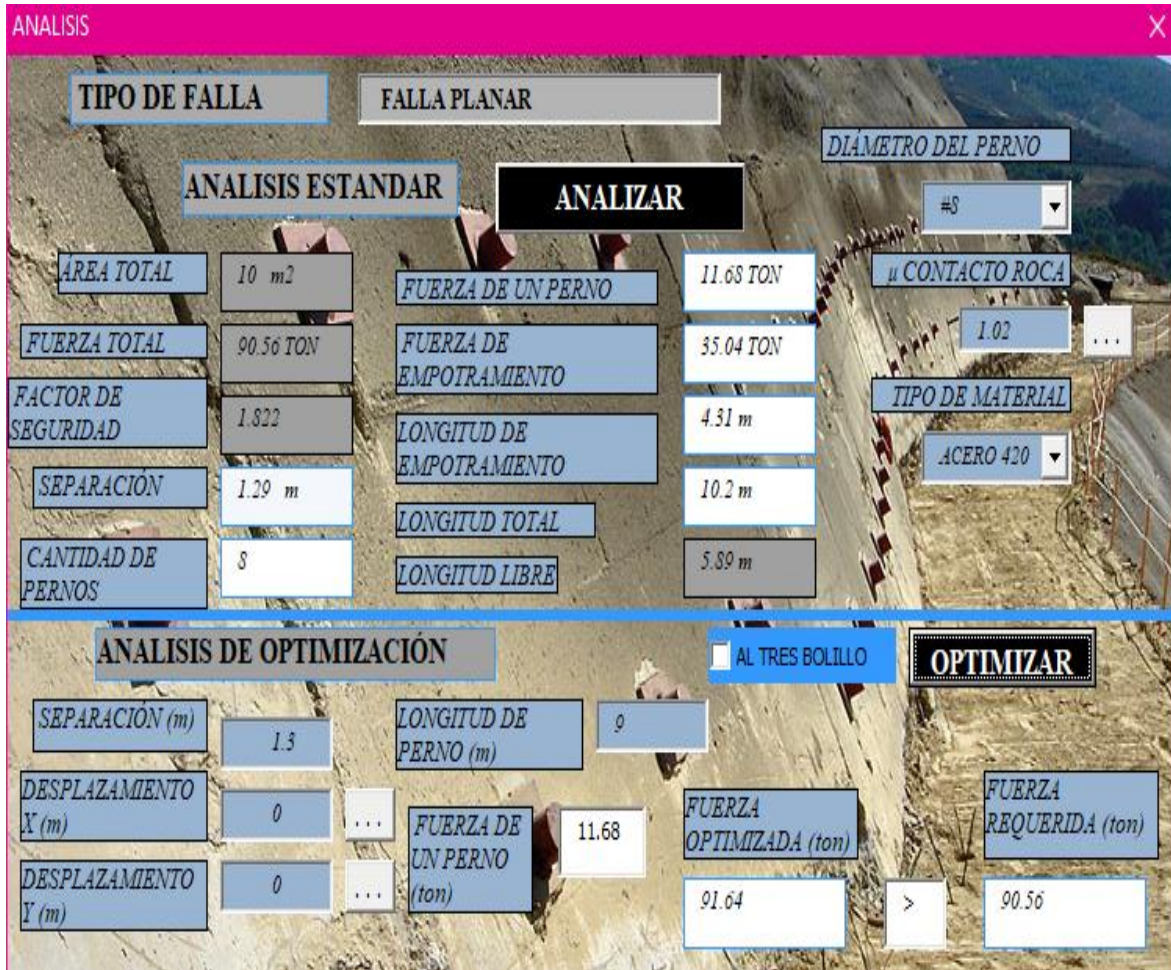 ANALISIS X
TIPO DE FALLA
FALLA PLANAR
DIÁMETRO DEL PERNO
#8
ANALISIS ESTANDAR
ANALIZAR
ÁREA TOTAL
10 m2
FUERZA DE UN PERNO
11.68 TON
µ CONTACTO ROCA
1.02
...
FUERZA TOTAL
90.56 TON
FUERZA DE
EMPOTRAMIENTO
35.04 TON
FACTOR DE
SEGURIDAD
1.822
LONGITUD DE
EMPOTRAMIENTO
4.31 m
TIPO DE MATERIAL
ACERO 420
SEPARACIÓN
1.29 m
LONGITUD TOTAL
10.2 m
CANTIDAD DE
PERNOS
8
LONGITUD LIBRE
5.89 m
ANALISIS DE OPTIMIZACIÓN
AL TRES BOLILLO
OPTIMIZAR
SEPARACIÓN (m)
1.3
LONGITUD DE
PERNO (m)
9
DESPLAZAMIENTO
X (m)
0
...
FUERZA DE
UN PERNO
(ton)
11.68
FUERZA
OPTIMIZADA (ton)
FUERZA
REQUERIDA (ton)
DESPLAZAMIENTO
Y (m)
0
...
91.64
>
90.56